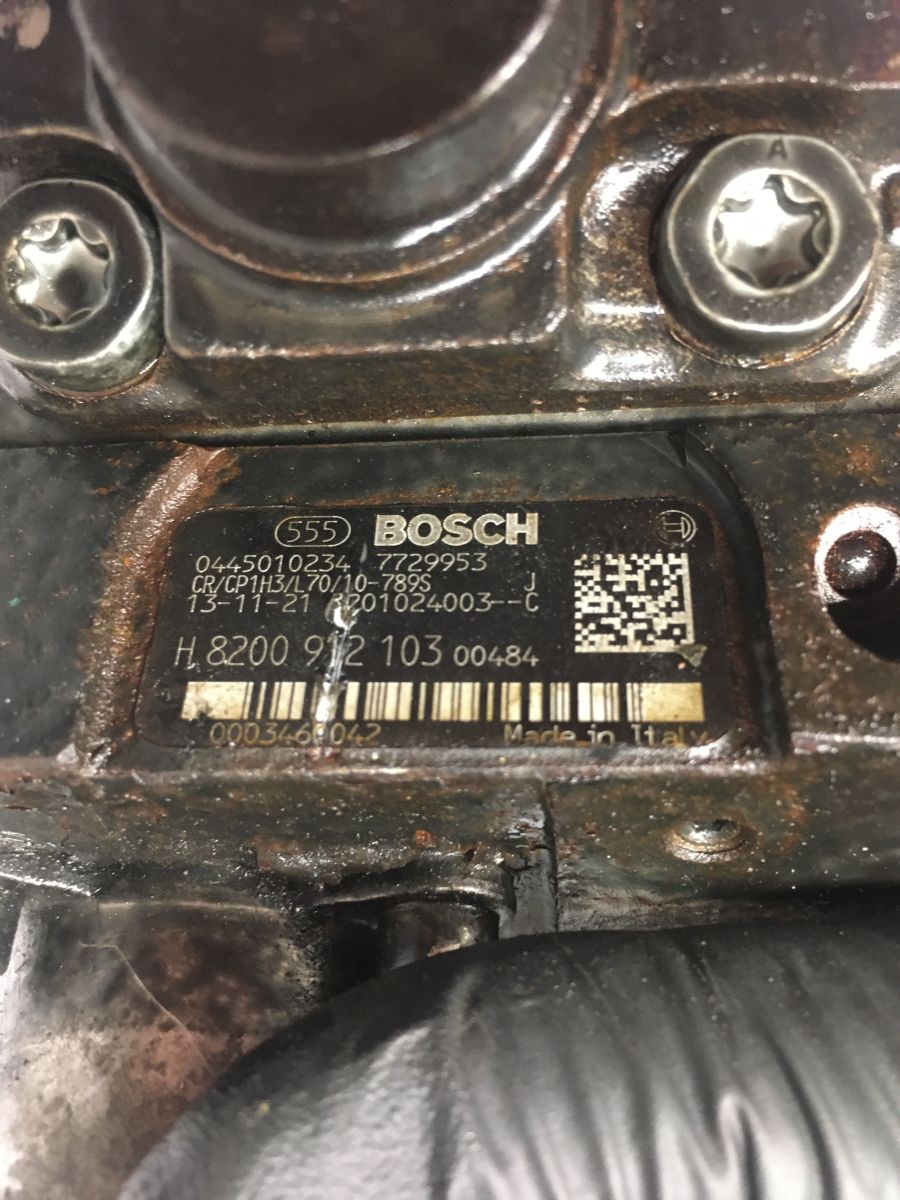 A
555 BOSCH
0445010234 7729953
CR/CP1H3/L70/10-789S J
13-11-21 8201024003--C
H 8200 912 103 00484
0003460042 Made in Italy